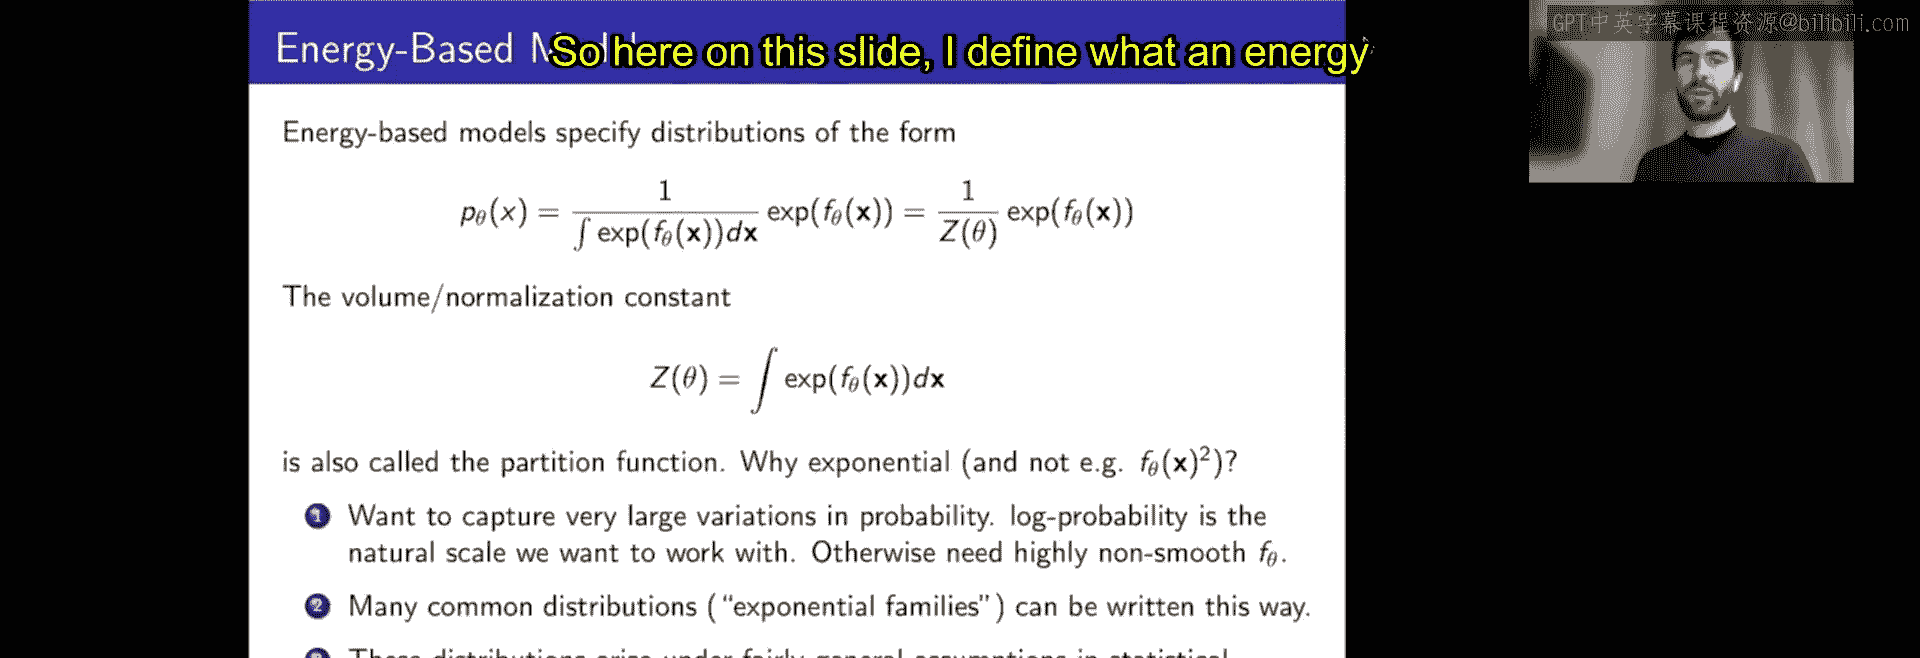 Energy-Based
So here on this slide, I define what an energy
GPT中英字幕课程资源@bilibili.com
Energy-based models specify distributions of the form
pθ(x) = 1 / ∫ exp(fθ(𝐱))d𝐱 exp(fθ(𝐱)) = 1 / Z(θ) exp(fθ(𝐱))
The volume/normalization constant
Z(θ) = ∫ exp(fθ(𝐱))d𝐱
is also called the partition function. Why exponential (and not e.g. fθ(𝐱)²)?
1 Want to capture very large variations in probability. log-probability is the
natural scale we want to work with. Otherwise need highly non-smooth fθ.
2 Many common distributions (“exponential families”) can be written this way.